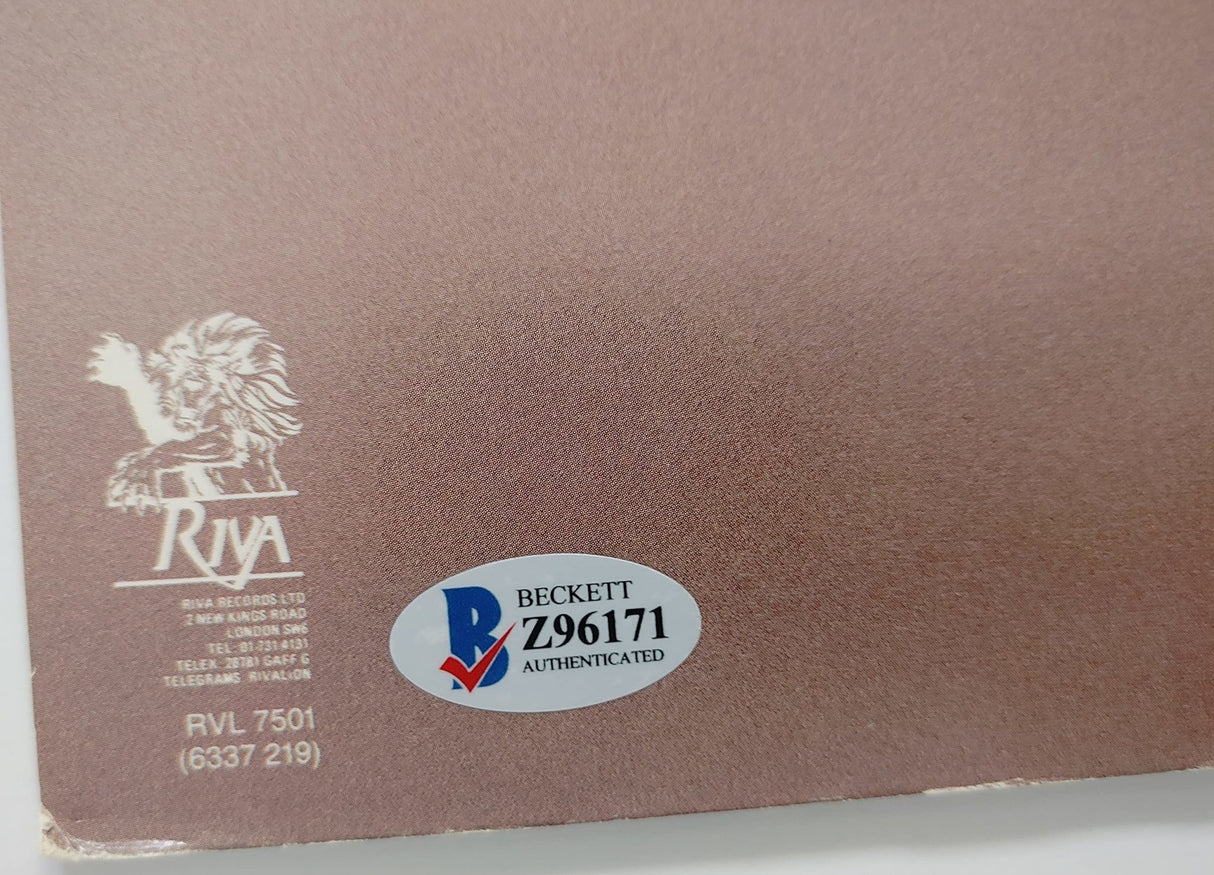 RIVA
RIVA RECORDS LTD
2 NEW KINGS ROAD
LONDON SW6
TEL: 01-731 4131
TELEX: 28781 GAFF G
TELEGRAMS: RIVALION
RVL 7501
(6337 219)
B
BECKETT
Z96171
AUTHENTICATED